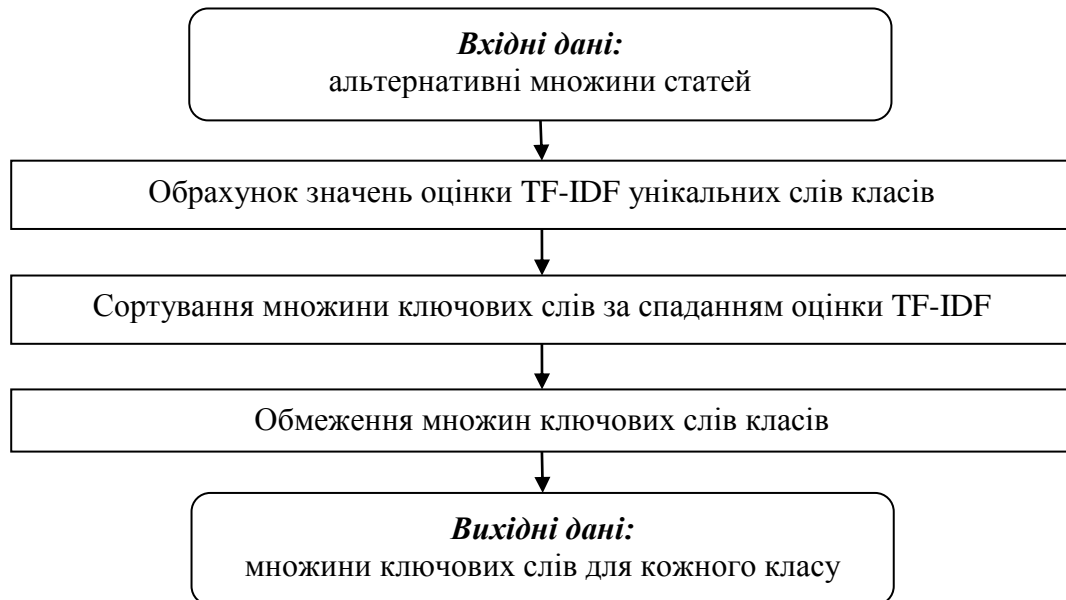 Вхідні дані:
альтернативні множини статей
Обрахунок значень оцінки TF-IDF унікальних слів класів
Сортування множини ключових слів за спаданням оцінки TF-IDF
Обмеження множин ключових слів класів
Вихідні дані:
множини ключових слів для кожного класу